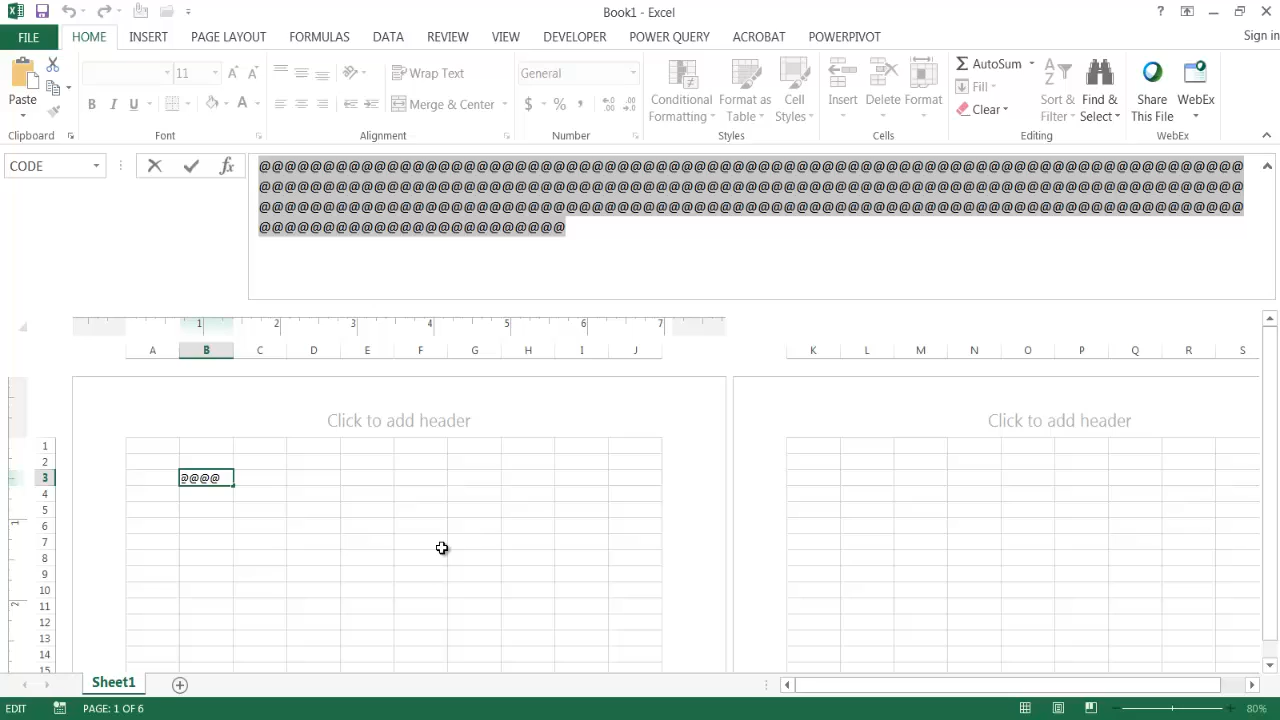 Book1 - Excel
FILE HOME INSERT PAGE LAYOUT FORMULAS DATA REVIEW VIEW DEVELOPER POWER QUERY ACROBAT POWERPIVOT Sign in
Paste
Clipboard
11
B I U
Font
Wrap Text
Merge & Center
Alignment
General
$ % ,
Number
Conditional Formatting
Format as Table
Cell Styles
Styles
Insert Delete Format
Cells
AutoSum
Fill
Clear
Sort & Filter
Find & Select
Editing
Share This File
WebEx
WebEx
CODE
fx
@@@@@@@@@@@@@@@@@@@@@@@@@@@@@@@@@@@@@@@@@@@@@@@@@@@@@@@@@@@@@@@@@@@@@@@@@@@@@
@@@@@@@@@@@@@@@@@@@@@@@@@@@@@@@@@@@@@@@@@@@@@@@@@@@@@@@@@@@@@@@@@@@@@@@@@@@@@
@@@@@@@@@@@@@@@@@@@@@@@@@@@@@@@@@@@@@@@@@@@@@@@@@@@@@@@@@@@@@@@@@@@@@@@@@@@@@
@@@@@@@@@@@@@@@@@@@@@@@@
1 2 3 4 5 6 7
A B C D E F G H I J K L M N O P Q R S
Click to add header Click to add header
1
2
3 @@@@
4
5
6
7
8
9
10
11
12
13
14
15
1
2
Sheet1
EDIT PAGE: 1 OF 6 80%